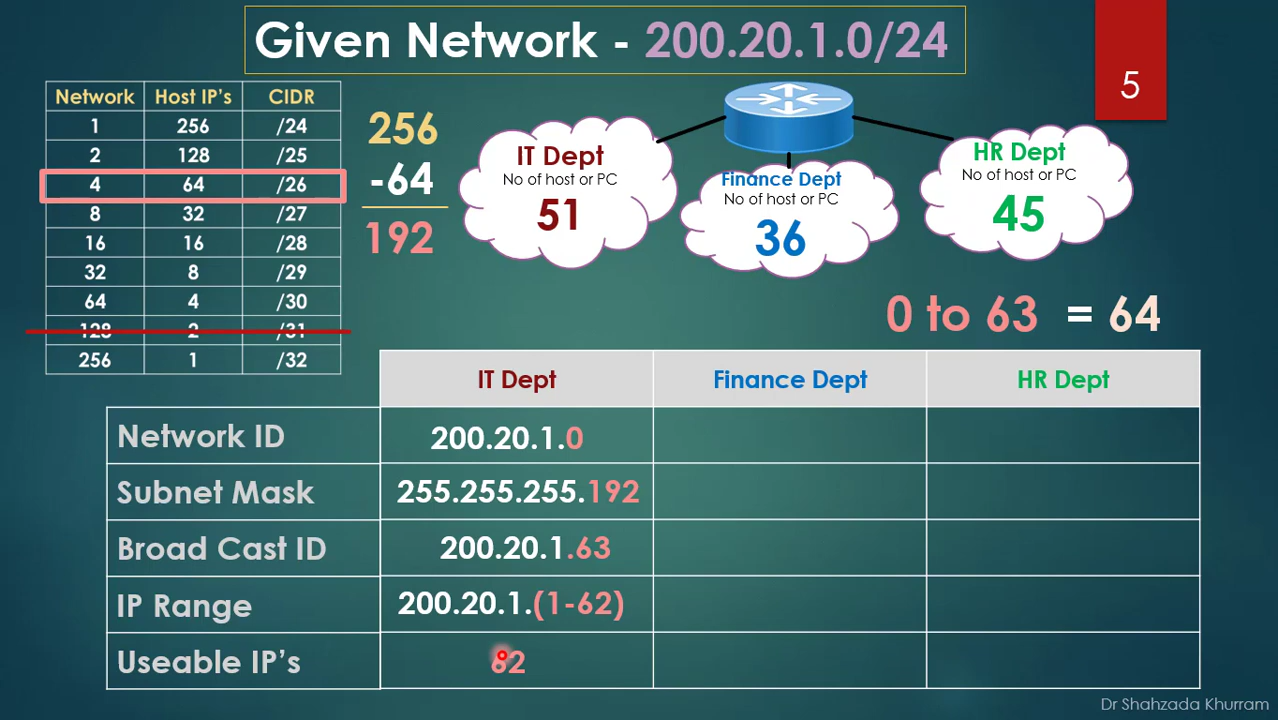 Given Network - 200.20.1.0/24
5
Network Host IP's CIDR
1 256 /24
2 128 /25
4 64 /26
8 32 /27
16 16 /28
32 8 /29
64 4 /30
128 2 /31
256 1 /32
256
-64
192
IT Dept
No of host or PC
51
Finance Dept
No of host or PC
36
HR Dept
No of host or PC
45
0 to 63 = 64
IT Dept Finance Dept HR Dept
Network ID 200.20.1.0
Subnet Mask 255.255.255.192
Broad Cast ID 200.20.1.63
IP Range 200.20.1.(1-62)
Useable IP's 62
Dr Shahzada Khurram